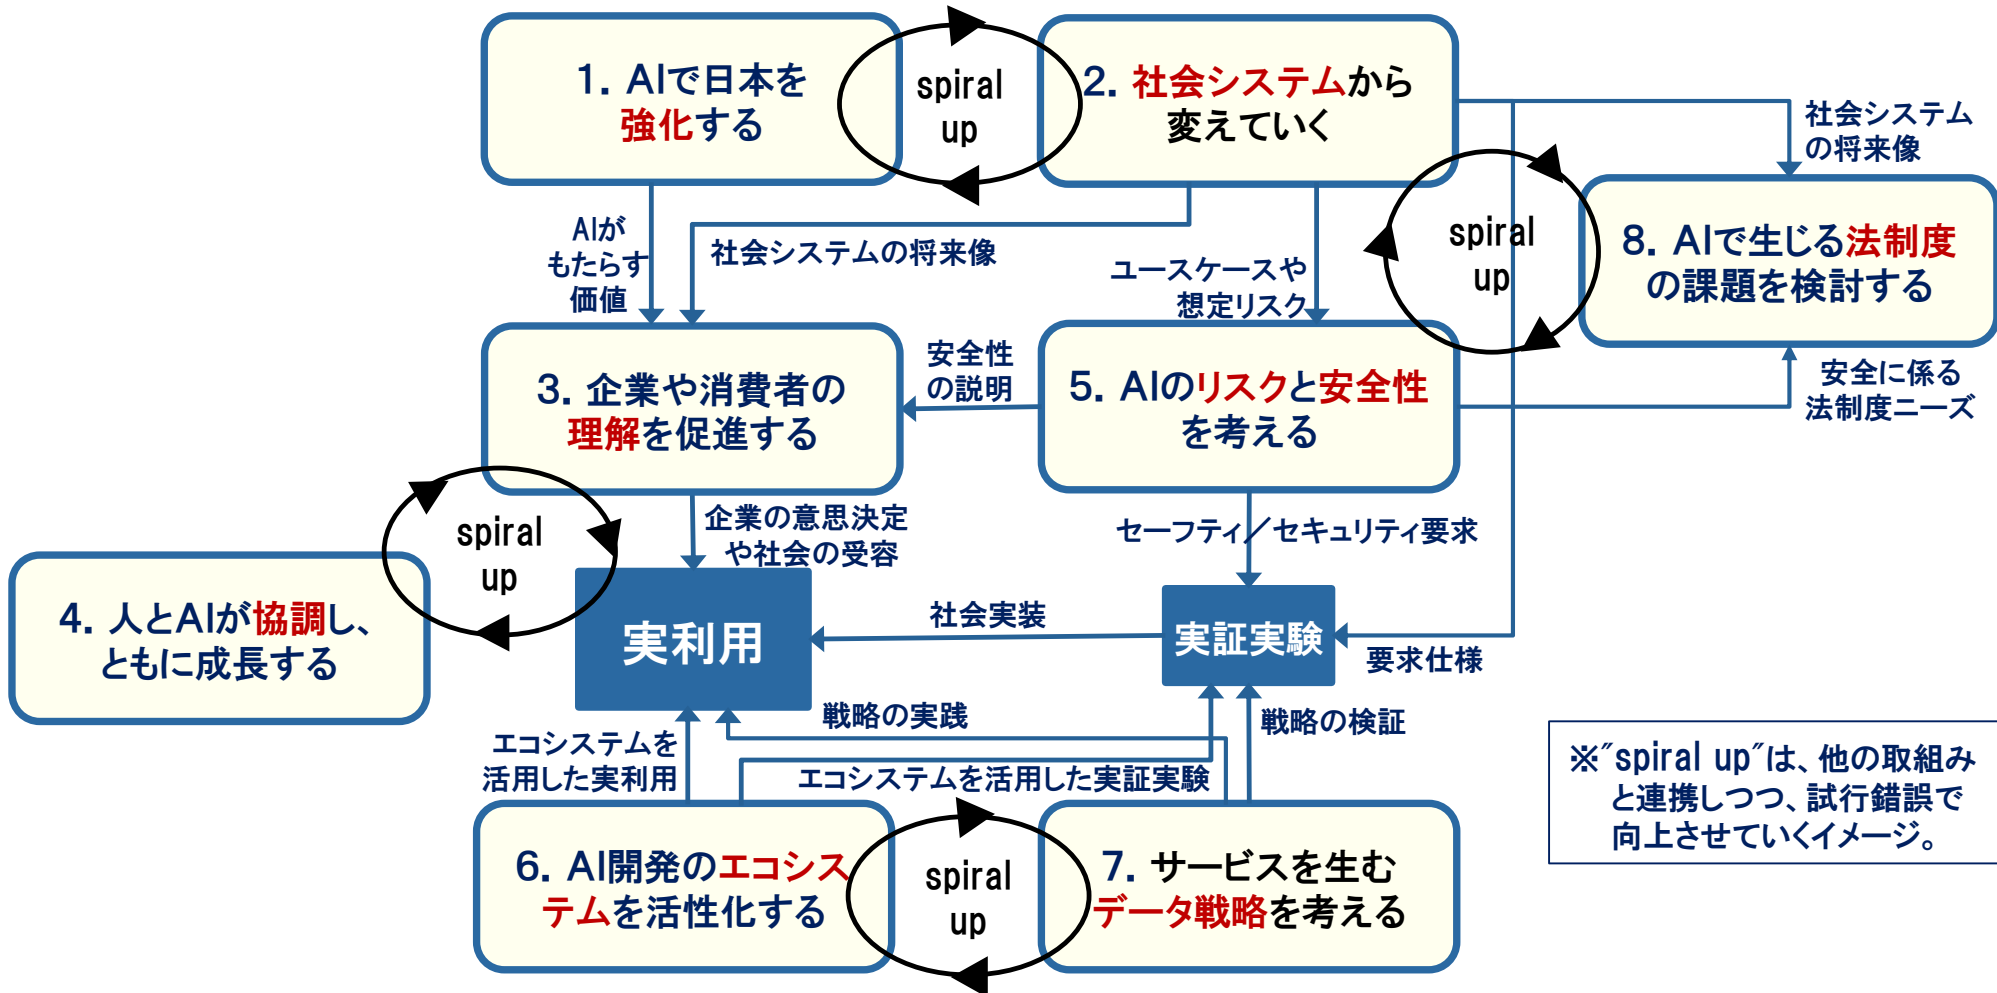 1. AIで日本を
強化する
spiral
up
2. 社会システムから
変えていく
社会システム
の将来像
AIが
もたらす
価値
社会システムの将来像
ユースケースや
想定リスク
spiral
up
8. AIで生じる法制度
の課題を検討する
3. 企業や消費者の
理解を促進する
安全性
の説明
5. AIのリスクと安全性
を考える
安全に係る
法制度ニーズ
spiral
up
企業の意思決定
や社会の受容
セーフティ／セキュリティ要求
4. 人とAIが協調し、
ともに成長する
実利用
社会実装
実証実験
要求仕様
エコシステムを
活用した実利用
戦略の実践
戦略の検証
エコシステムを活用した実証実験
6. AI開発のエコシス
テムを活性化する
spiral
up
7. サービスを生む
データ戦略を考える
※"spiral up"は、他の取組み
と連携しつつ、試行錯誤で
向上させていくイメージ。